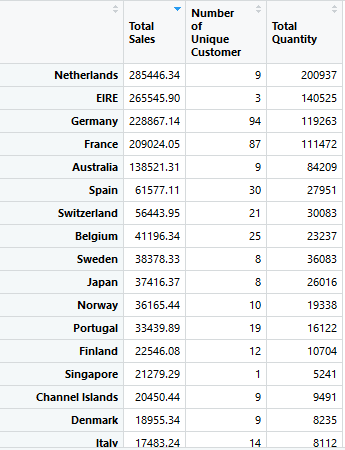 Total Sales Number of Unique Customer Total Quantity
Netherlands 285446.34 9 200937
EIRE 265545.90 3 140525
Germany 228867.14 94 119263
France 209024.05 87 111472
Australia 138521.31 9 84209
Spain 61577.11 30 27951
Switzerland 56443.95 21 30083
Belgium 41196.34 25 23237
Sweden 38378.33 8 36083
Japan 37416.37 8 26016
Norway 36165.44 10 19338
Portugal 33439.89 19 16122
Finland 22546.08 12 10704
Singapore 21279.29 1 5241
Channel Islands 20450.44 9 9491
Denmark 18955.34 9 8235
Italy 17483.24 14 8112